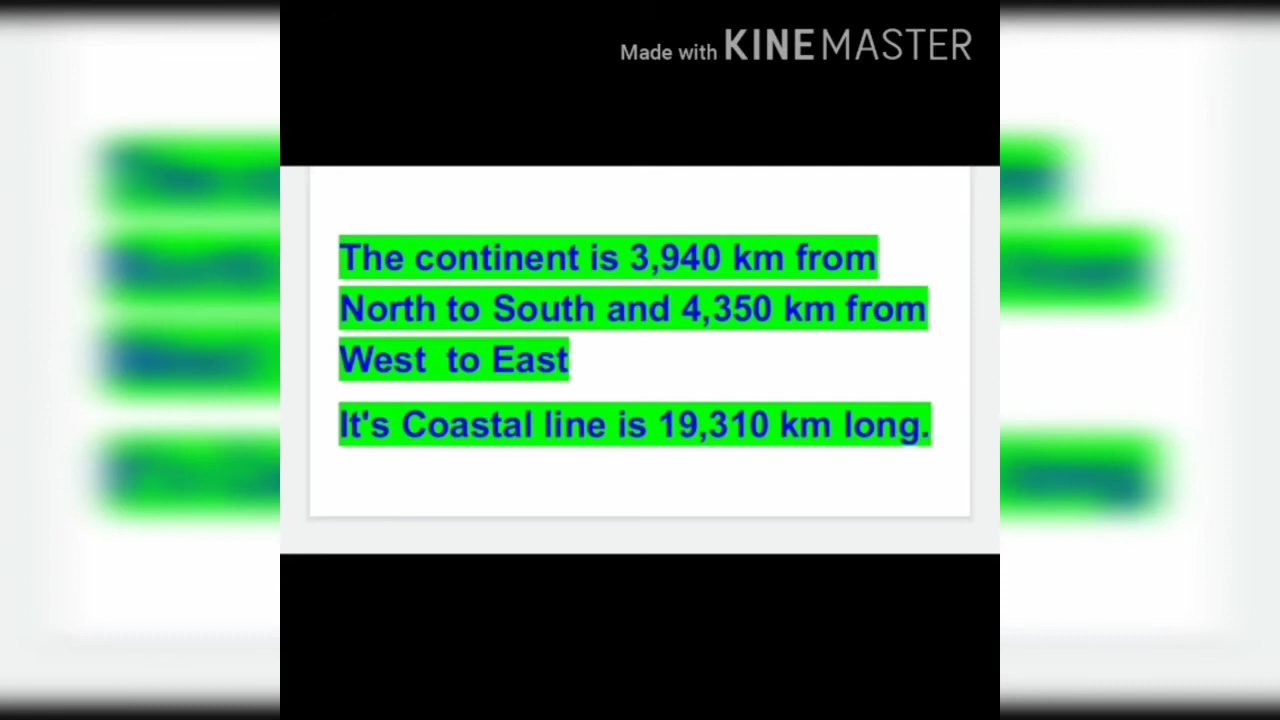 Made with KINEMASTER
The continent is 3,940 km from
North to South and 4,350 km from
West  to East
It's Coastal line is 19,310 km long.